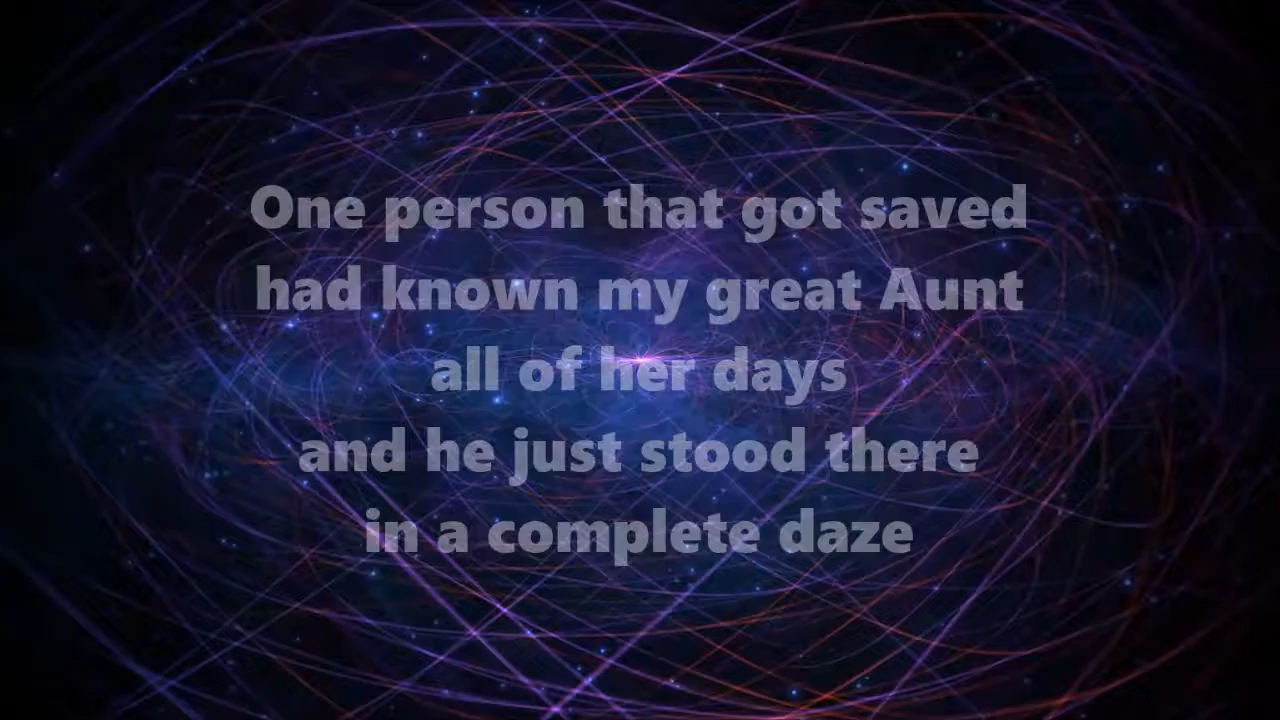 One person that got saved
had known my great Aunt
all of her days
and he just stood there
in a complete daze